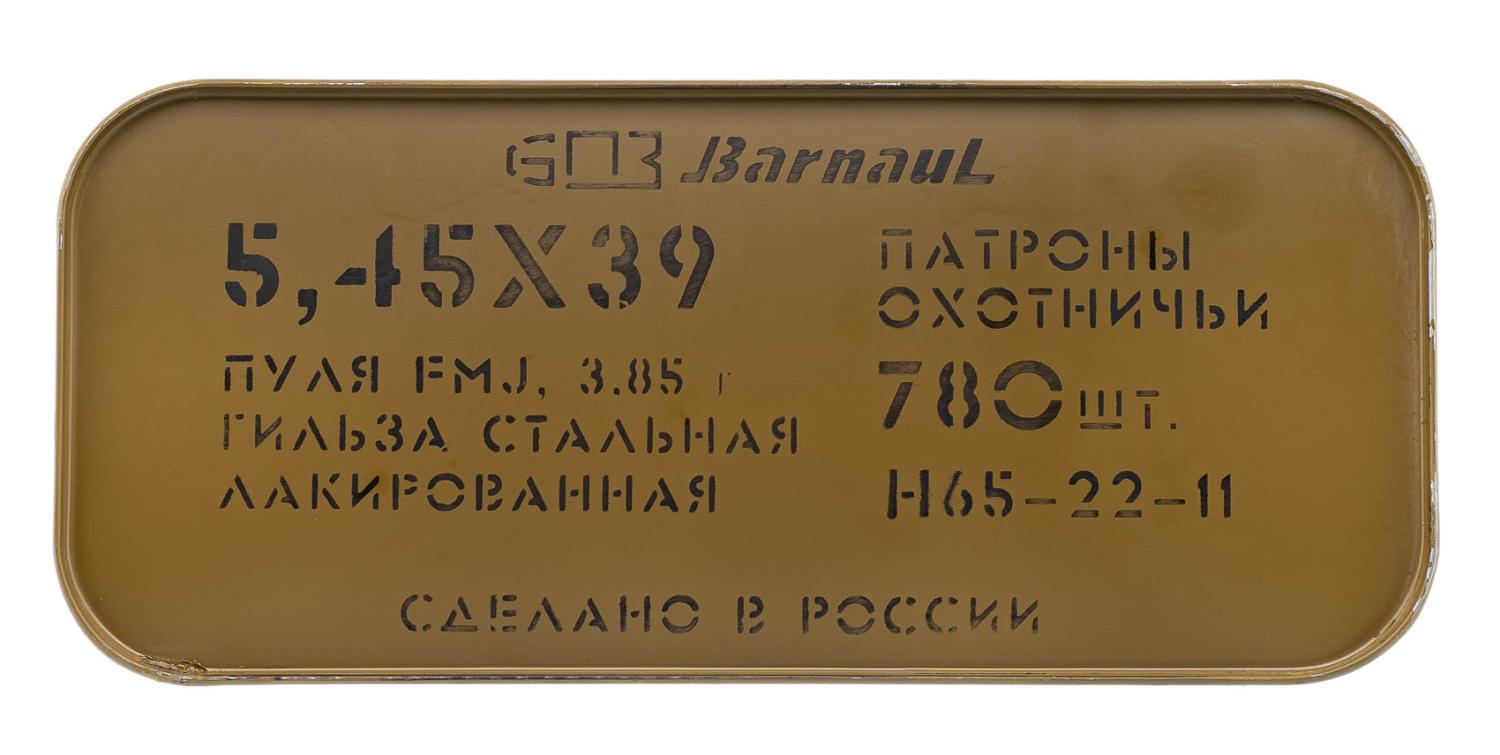 БПЗ Barnaul
5,45X39
ПУЛЯ FMJ, 3.85 г
ГИЛЬЗА СТАЛЬНАЯ
ЛАКИРОВАННАЯ
ПАТРОНЫ
ОХОТНИЧЬИ
780 шт.
Н65-22-11
СДЕЛАНО В РОССИИ